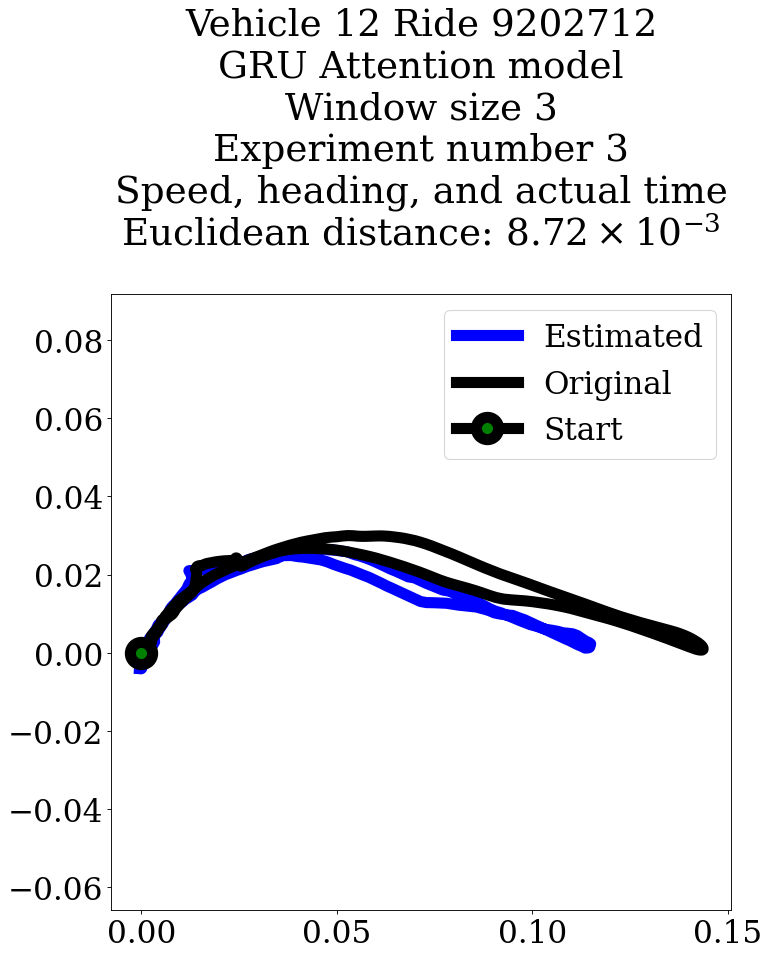 Vehicle 12 Ride 9202712
GRU Attention model
Window size 3
Experiment number 3
Speed, heading, and actual time
Euclidean distance: 8.72 × 10⁻³
Estimated
Original
Start
0.08
0.06
0.04
0.02
0.00
−0.02
−0.04
−0.06
0.00 0.05 0.10 0.15